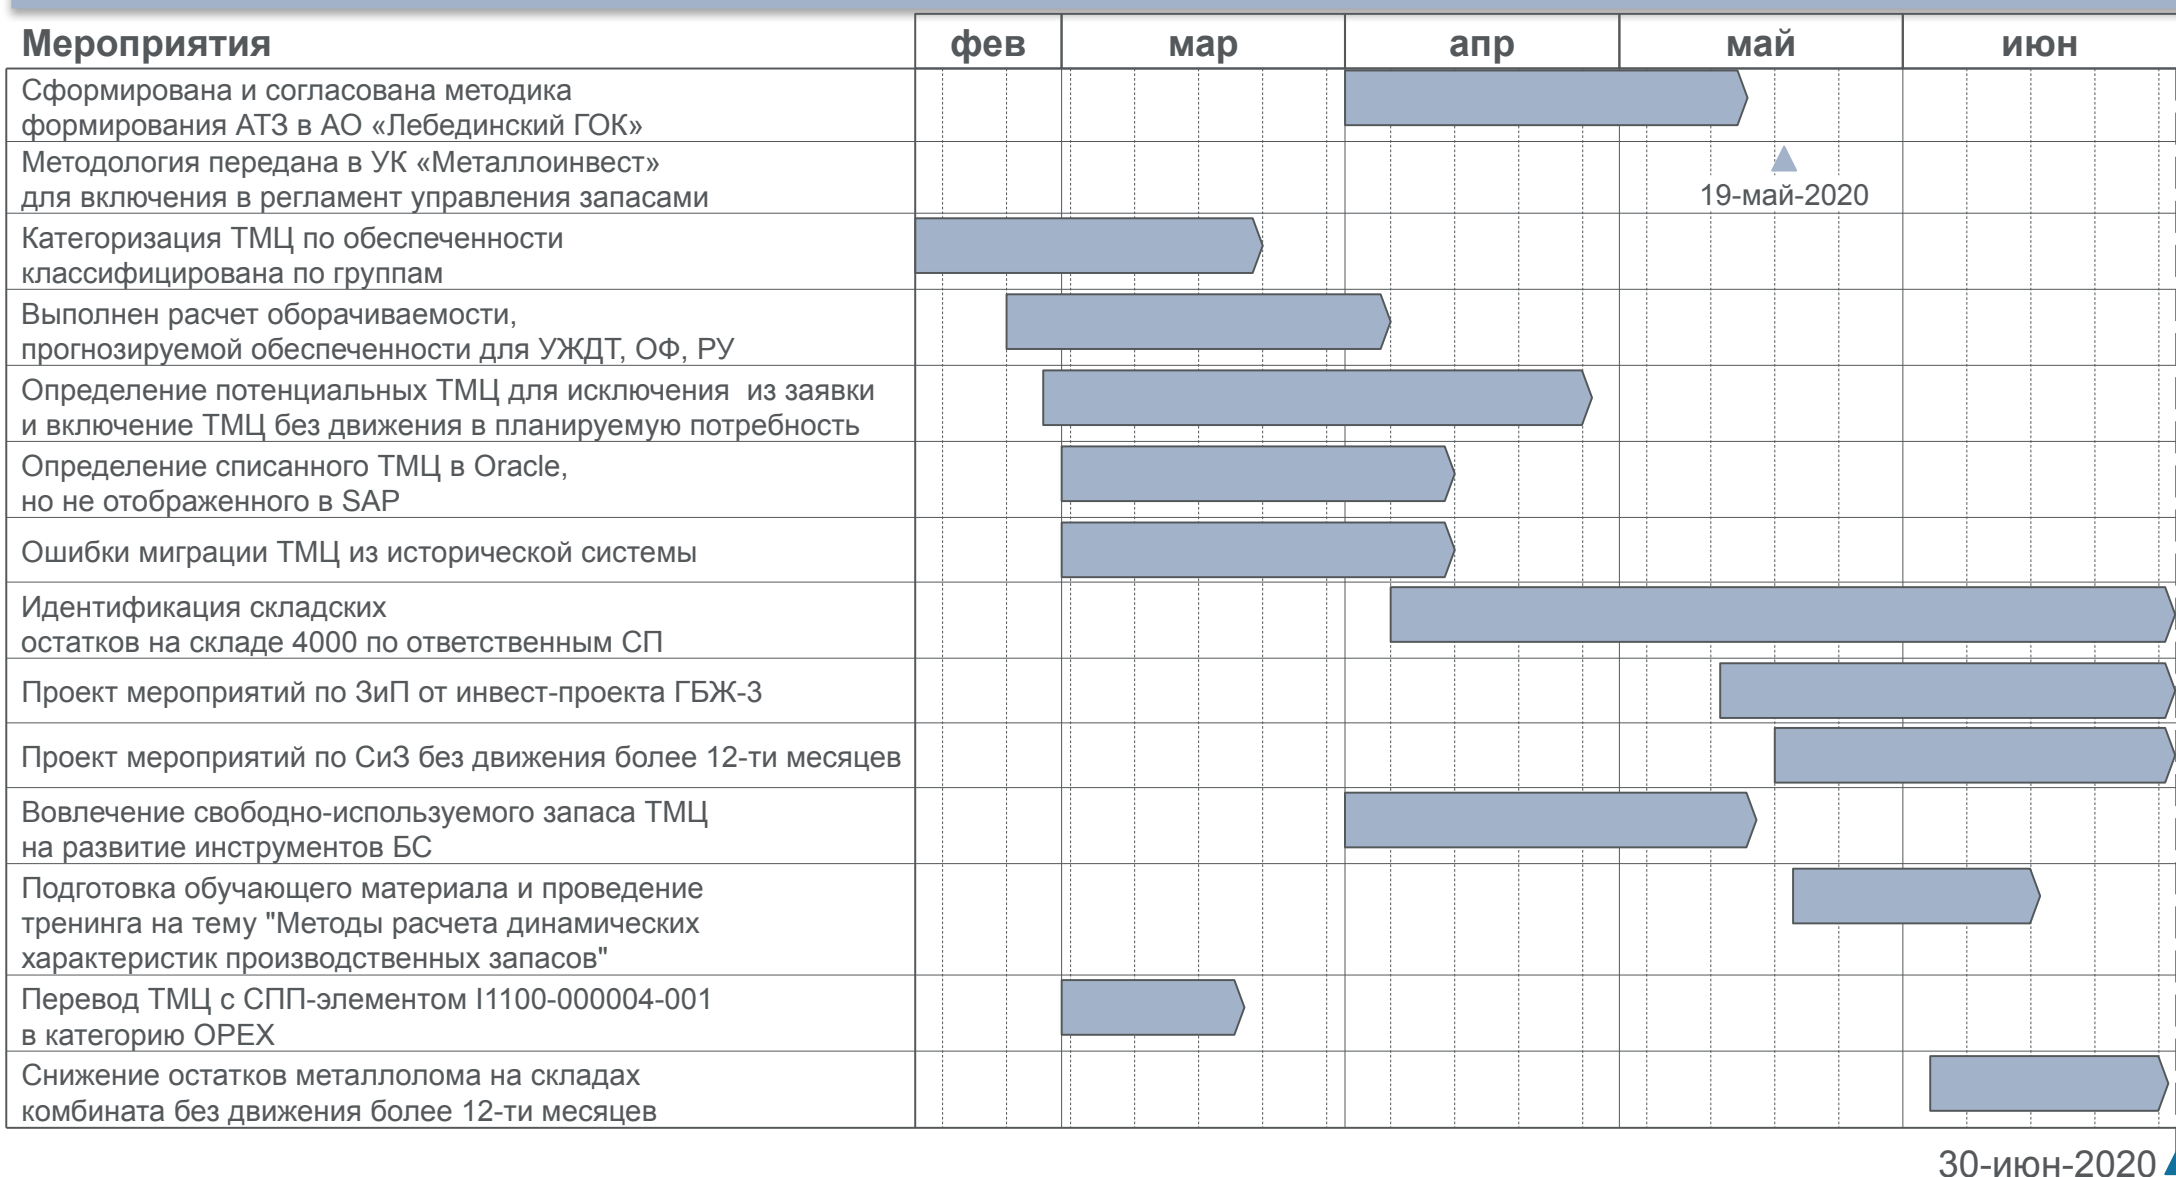 Мероприятия фев мар апр май июн
Сформирована и согласована методика
формирования АТЗ в АО «Лебединский ГОК»
Методология передана в УК «Металлоинвест»
для включения в регламент управления запасами
19-май-2020
Категоризация ТМЦ по обеспеченности
классифицирована по группам
Выполнен расчет оборачиваемости,
прогнозируемой обеспеченности для УЖДТ, ОФ, РУ
Определение потенциальных ТМЦ для исключения из заявки
и включение ТМЦ без движения в планируемую потребность
Определение списанного ТМЦ в Oracle,
но не отображенного в SAP
Ошибки миграции ТМЦ из исторической системы
Идентификация складских
остатков на складе 4000 по ответственным СП
Проект мероприятий по ЗиП от инвест-проекта ГБЖ-3
Проект мероприятий по СиЗ без движения более 12-ти месяцев
Вовлечение свободно-используемого запаса ТМЦ
на развитие инструментов БС
Подготовка обучающего материала и проведение
тренинга на тему "Методы расчета динамических
характеристик производственных запасов"
Перевод ТМЦ с СПП-элементом I1100-000004-001
в категорию OPEX
Снижение остатков металлолома на складах
комбината без движения более 12-ти месяцев
30-июн-2020